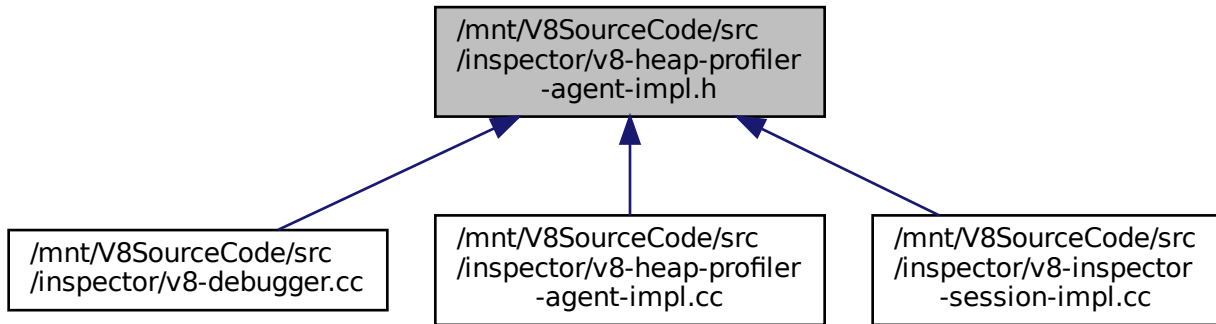 /mnt/V8SourceCode/src
/inspector/v8-heap-profiler
-agent-impl.h
/mnt/V8SourceCode/src
/inspector/v8-debugger.cc
/mnt/V8SourceCode/src
/inspector/v8-heap-profiler
-agent-impl.cc
/mnt/V8SourceCode/src
/inspector/v8-inspector
-session-impl.cc